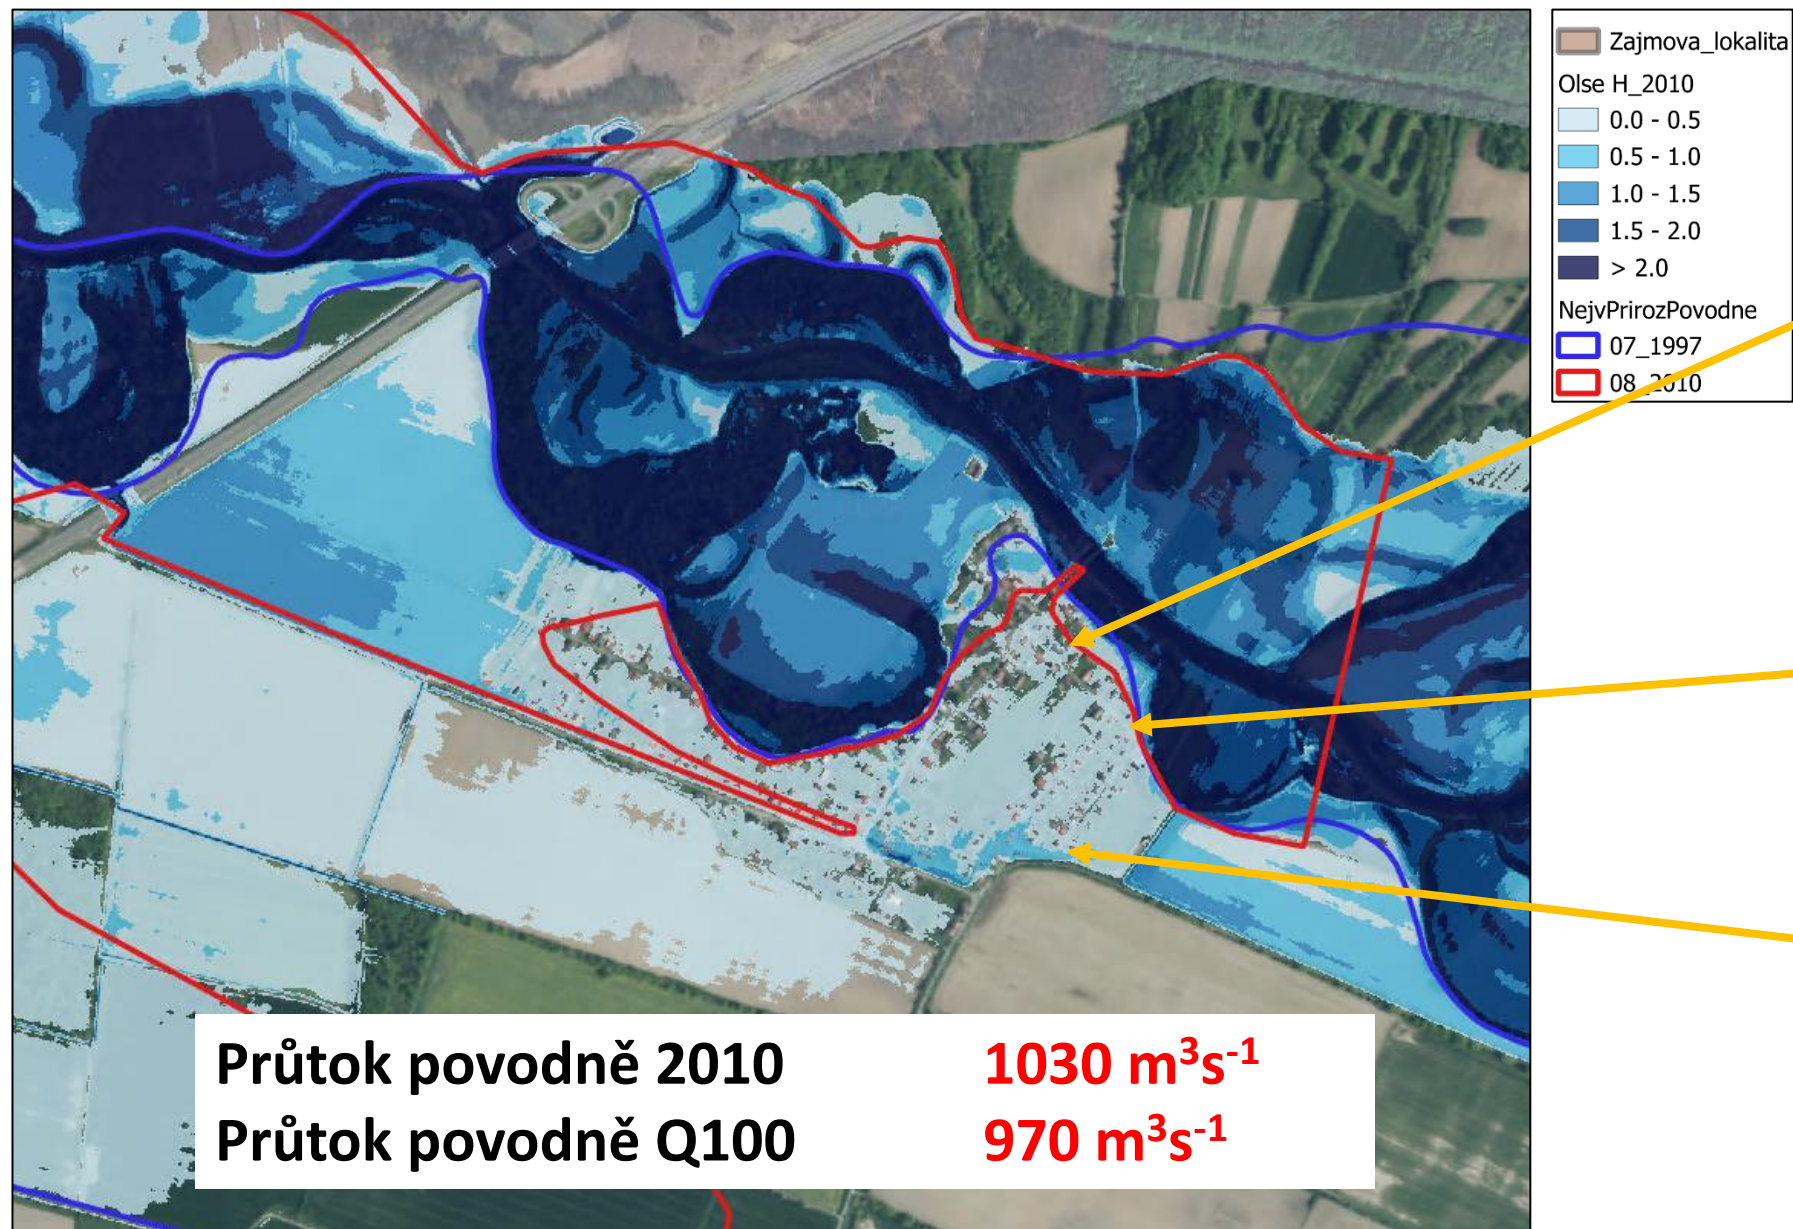 Zajmova_lokalita
Olse H_2010
0.0 - 0.5
0.5 - 1.0
1.0 - 1.5
1.5 - 2.0
> 2.0
NejvPrirozPovodne
07_1997
08_2010
Průtok povodně 2010 1030 m³s⁻¹
Průtok povodně Q100 970 m³s⁻¹